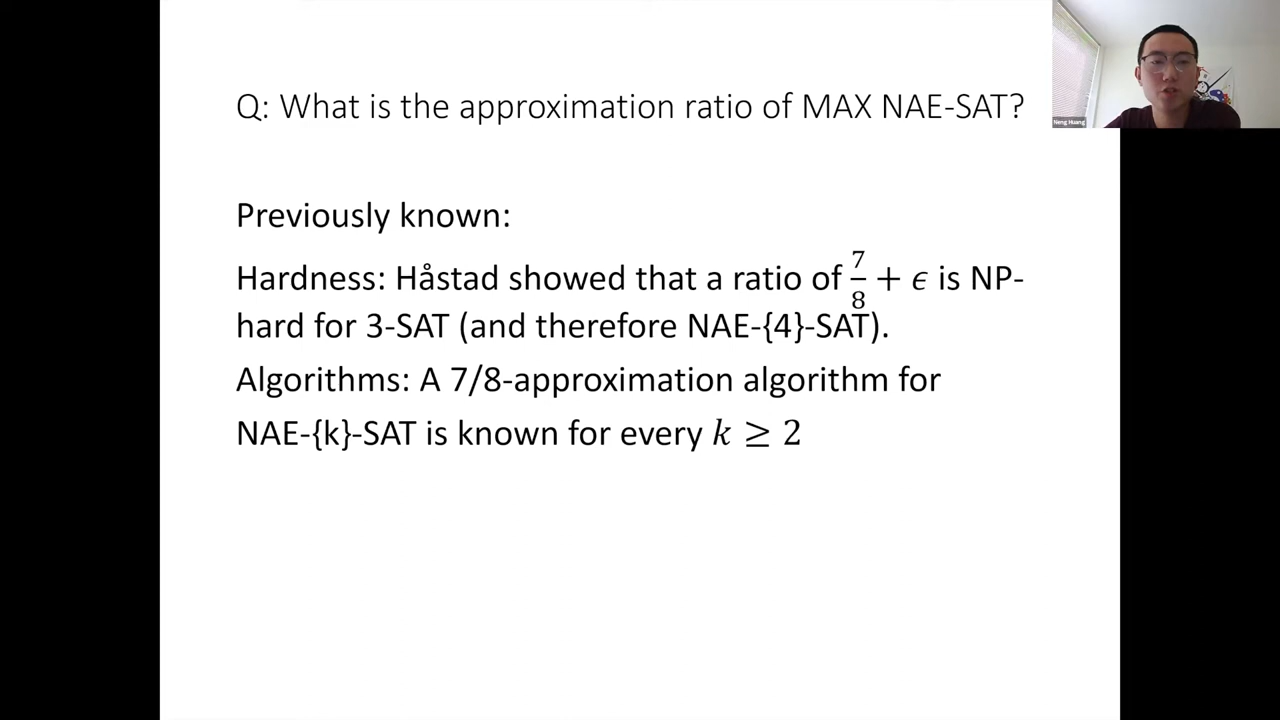 Q: What is the approximation ratio of MAX NAE-SAT?
Neng Huang
Previously known:
Hardness: Håstad showed that a ratio of 7/8 + ϵ is NP-
hard for 3-SAT (and therefore NAE-{4}-SAT).
Algorithms: A 7/8-approximation algorithm for
NAE-{k}-SAT is known for every k ≥ 2